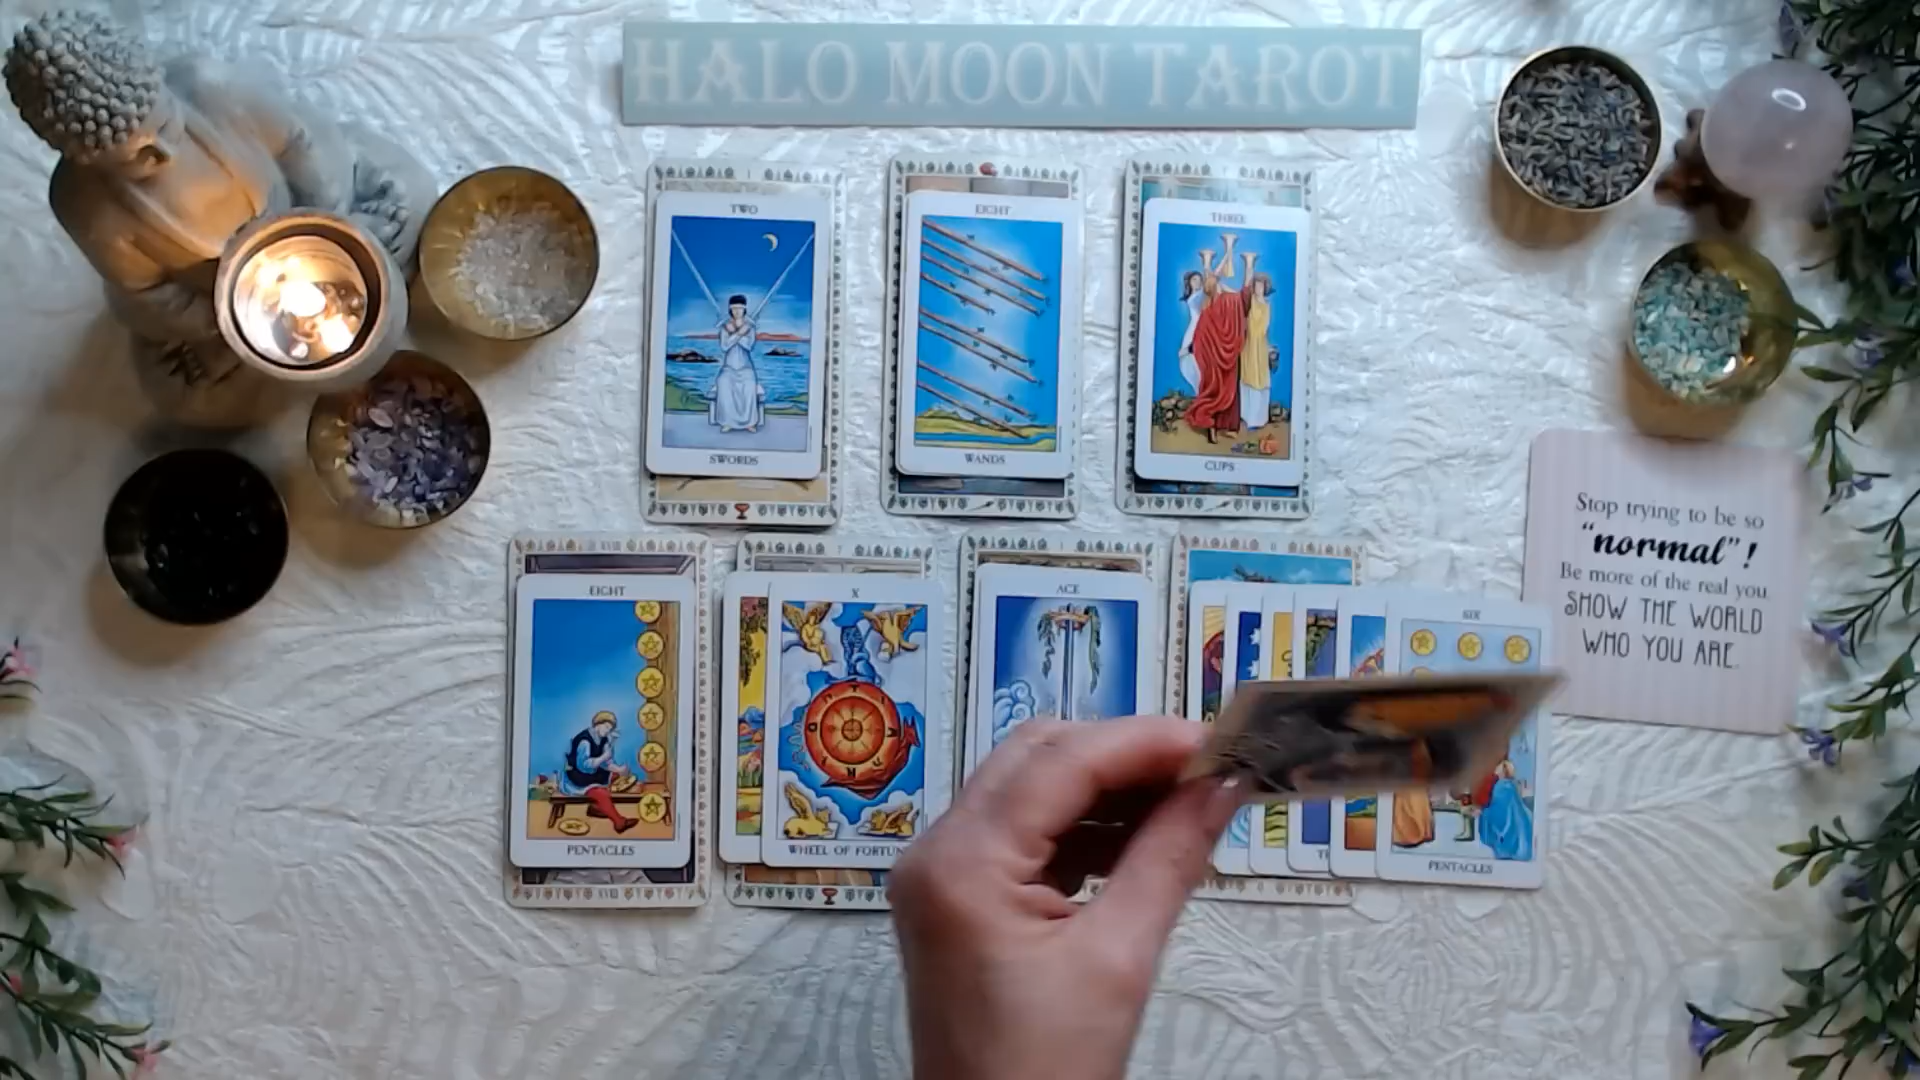 HALO MOON TAROT
TWO
SWORDS
EIGHT
WANDS
THREE
CUPS
Stop trying to be so
"normal"!
Be more of the real you.
SHOW THE WORLD
WHO YOU ARE.
EIGHT
PENTACLES
X
WHEEL OF FORTUN
ACE
SIX
PENTACLES